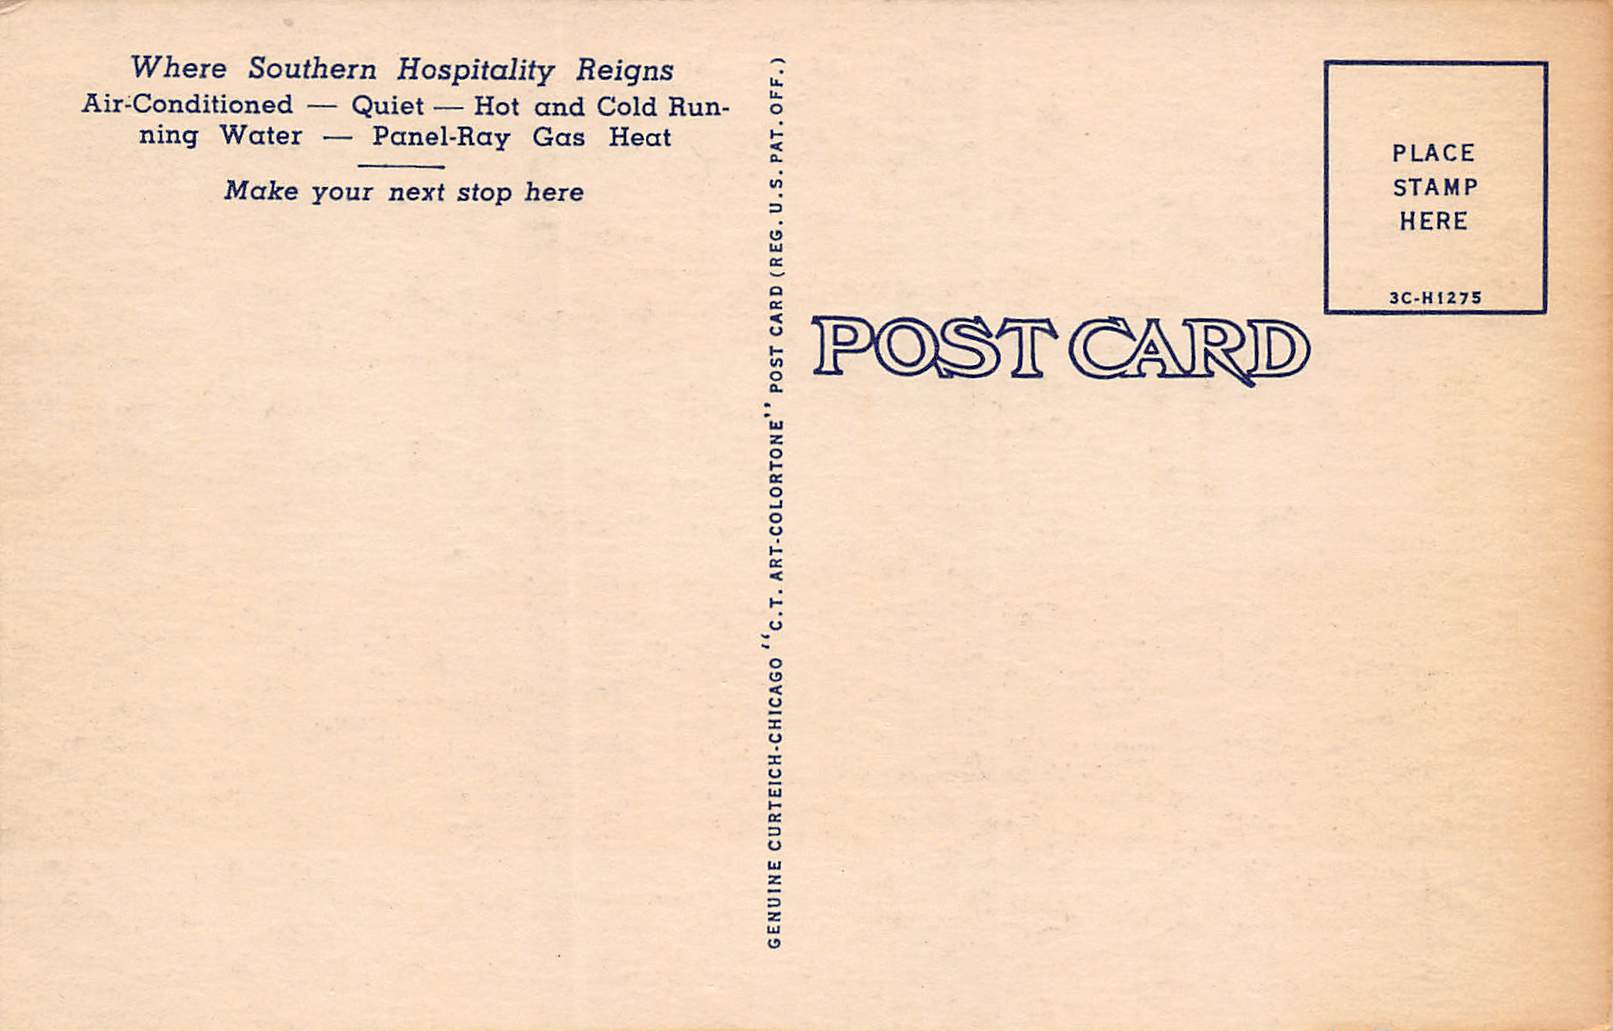 Where Southern Hospitality Reigns
Air-Conditioned — Quiet — Hot and Cold Run-
ning Water — Panel-Ray Gas Heat
Make your next stop here
GENUINE CURTEICH-CHICAGO "C.T. ART-COLORTONE" POST CARD (REG. U.S. PAT. OFF.)
POST CARD
PLACE
STAMP
HERE
3C-H1275